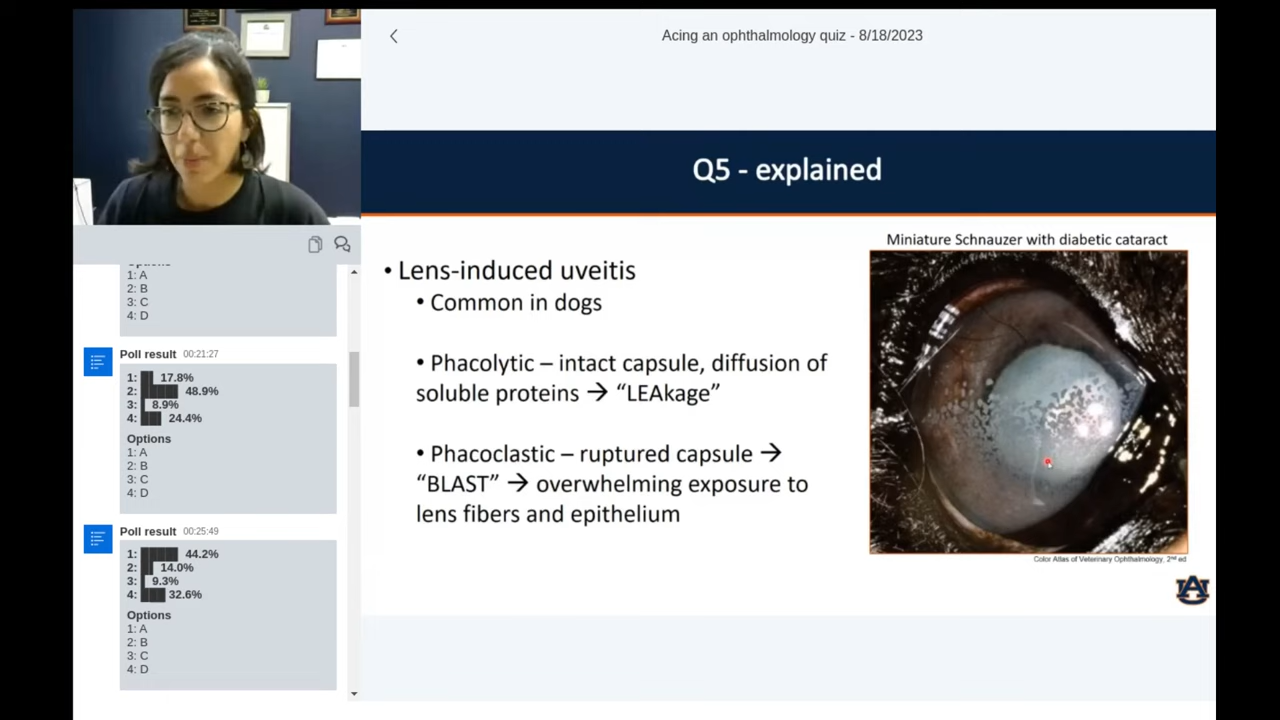 Acing an ophthalmology quiz - 8/18/2023
Q5 - explained
• Lens-induced uveitis
• Common in dogs
• Phacolytic – intact capsule, diffusion of
soluble proteins → “LEAkage”
• Phacoclastic – ruptured capsule →
“BLAST” → overwhelming exposure to
lens fibers and epithelium
Miniature Schnauzer with diabetic cataract
Color Atlas of Veterinary Ophthalmology, 2nd ed
Options
1: A
2: B
3: C
4: D
Poll result 00:21:27
1: 17.8%
2: 48.9%
3: 8.9%
4: 24.4%
Options
1: A
2: B
3: C
4: D
Poll result 00:25:49
1: 44.2%
2: 14.0%
3: 9.3%
4: 32.6%
Options
1: A
2: B
3: C
4: D